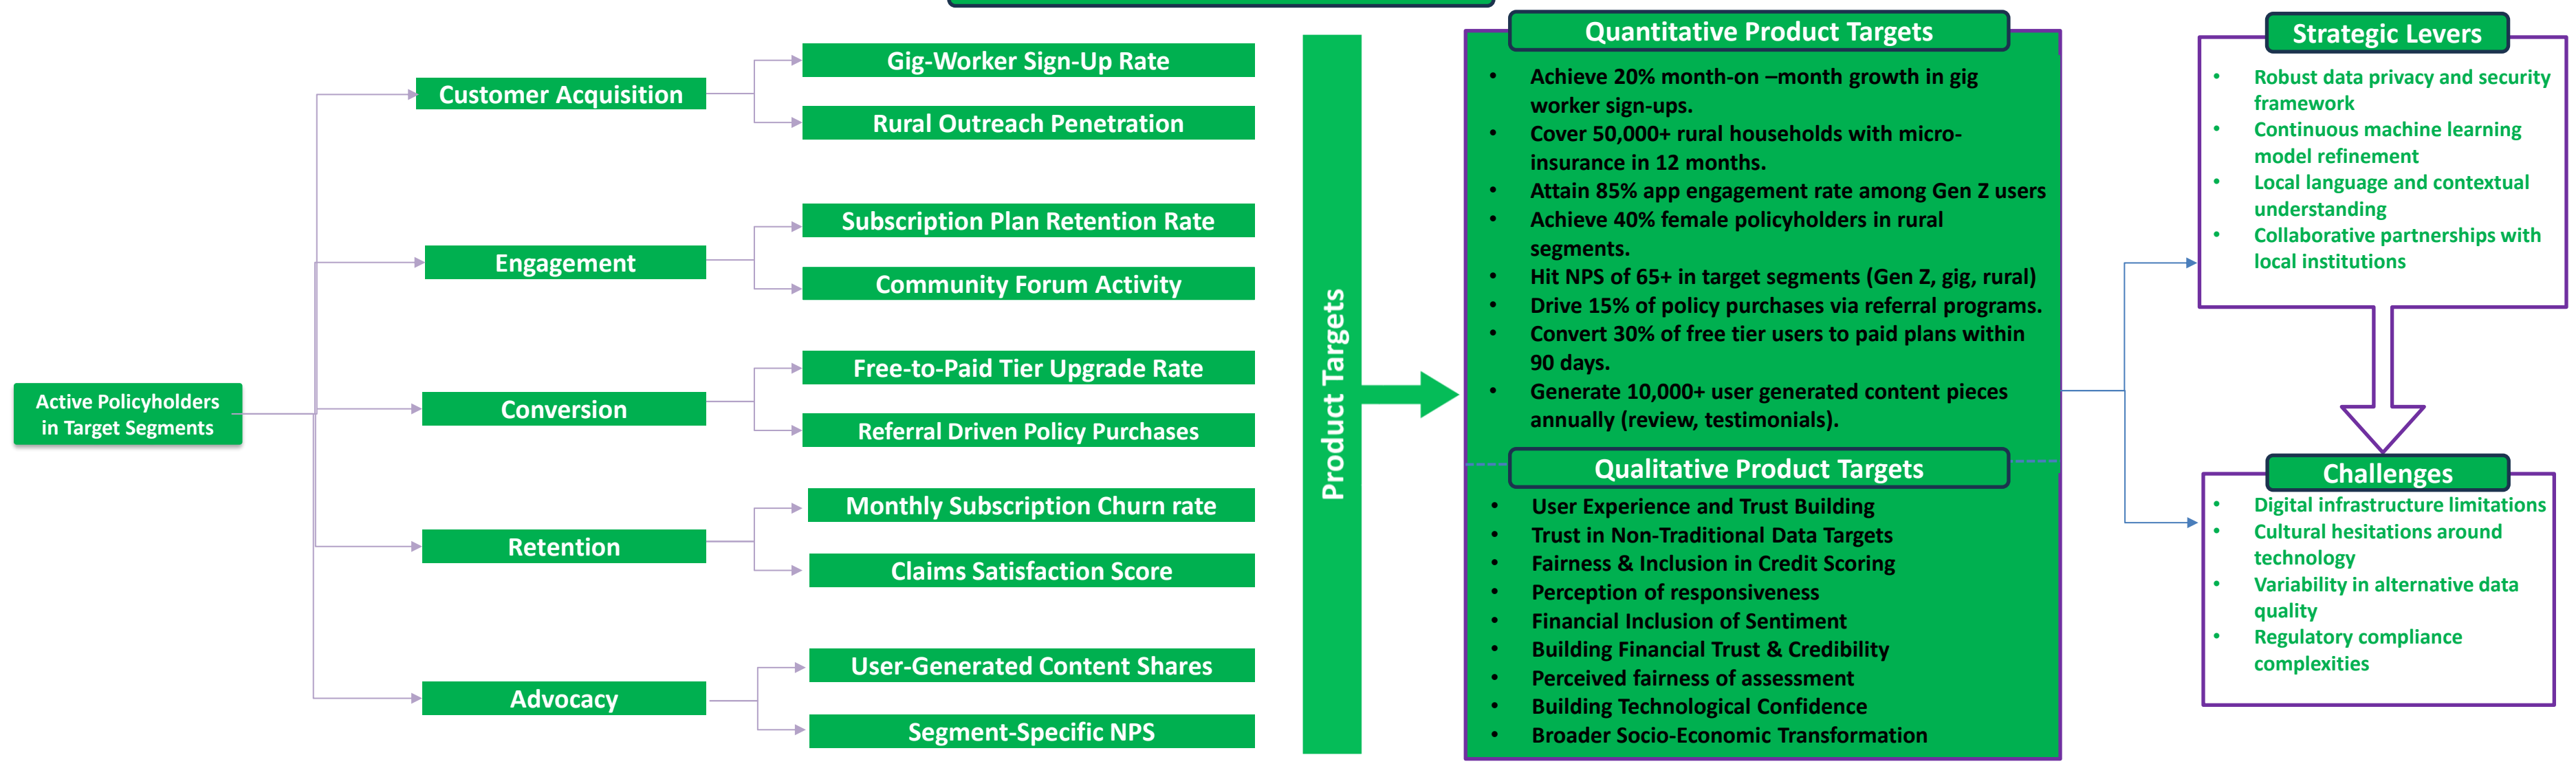 Active Policyholders
in Target Segments
Customer Acquisition
Gig-Worker Sign-Up Rate
Rural Outreach Penetration
Engagement
Subscription Plan Retention Rate
Community Forum Activity
Conversion
Free-to-Paid Tier Upgrade Rate
Referral Driven Policy Purchases
Retention
Monthly Subscription Churn rate
Claims Satisfaction Score
Advocacy
User-Generated Content Shares
Segment-Specific NPS
Product Targets
Quantitative Product Targets
• Achieve 20% month-on –month growth in gig
worker sign-ups.
• Cover 50,000+ rural households with micro-
insurance in 12 months.
• Attain 85% app engagement rate among Gen Z users
• Achieve 40% female policyholders in rural
segments.
• Hit NPS of 65+ in target segments (Gen Z, gig, rural)
• Drive 15% of policy purchases via referral programs.
• Convert 30% of free tier users to paid plans within
90 days.
• Generate 10,000+ user generated content pieces
annually (review, testimonials).
Qualitative Product Targets
• User Experience and Trust Building
• Trust in Non-Traditional Data Targets
• Fairness & Inclusion in Credit Scoring
• Perception of responsiveness
• Financial Inclusion of Sentiment
• Building Financial Trust & Credibility
• Perceived fairness of assessment
• Building Technological Confidence
• Broader Socio-Economic Transformation
Strategic Levers
• Robust data privacy and security
framework
• Continuous machine learning
model refinement
• Local language and contextual
understanding
• Collaborative partnerships with
local institutions
Challenges
• Digital infrastructure limitations
• Cultural hesitations around
technology
• Variability in alternative data
quality
• Regulatory compliance
complexities